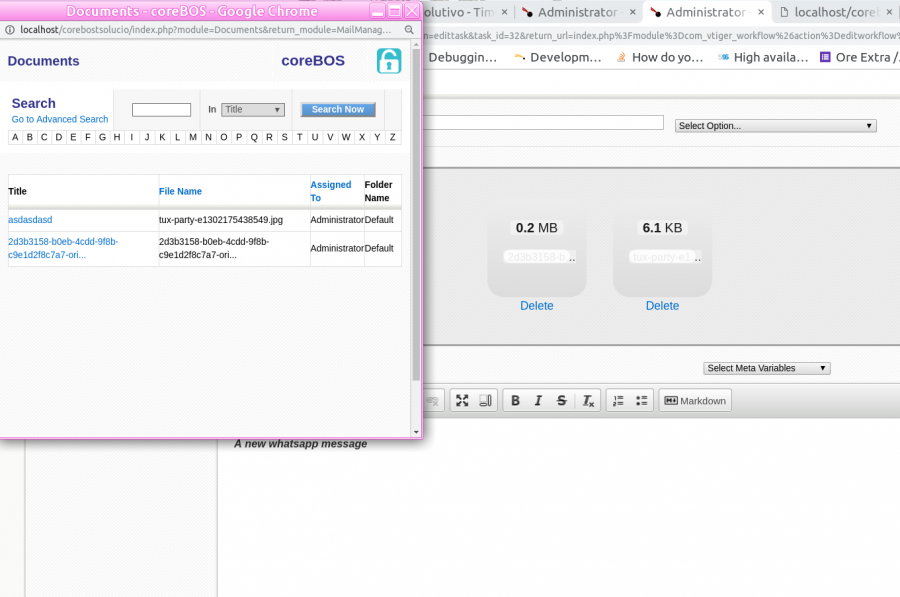 Documents - coreBOS - Google Chrome
localhost/corebostsolucio/index.php?module=Documents&return_module=MailManag...
Documents
coreBOS
Search
Go to Advanced Search
In
Title
Search Now
A B C D E F G H I J K L M N O P Q R S T U V W X Y Z
Title File Name Assigned To Folder Name
asdasdasd tux-party-e1302175438549.jpg Administrator Default
2d3b3158-b0eb-4cdd-9f8b-c9e1d2f8c7a7-ori... 2d3b3158-b0eb-4cdd-9f8b-c9e1d2f8c7a7-ori... Administrator Default
olutivo - Tim
Administrator
Administrator
localhost/coreb
n=edittask&task_id=32&return_url=index.php%3Fmodule%3Dcom_vtiger_workflow%26action%3Deditworkflow%
Debuggin...
Developm...
How do yo...
High availa...
Ore Extra /
Select Option...
0.2 MB
2d3b3158-b ..
Delete
6.1 KB
tux-party-e1 ..
Delete
Select Meta Variables
B I S Tx
Markdown
A new whatsapp message